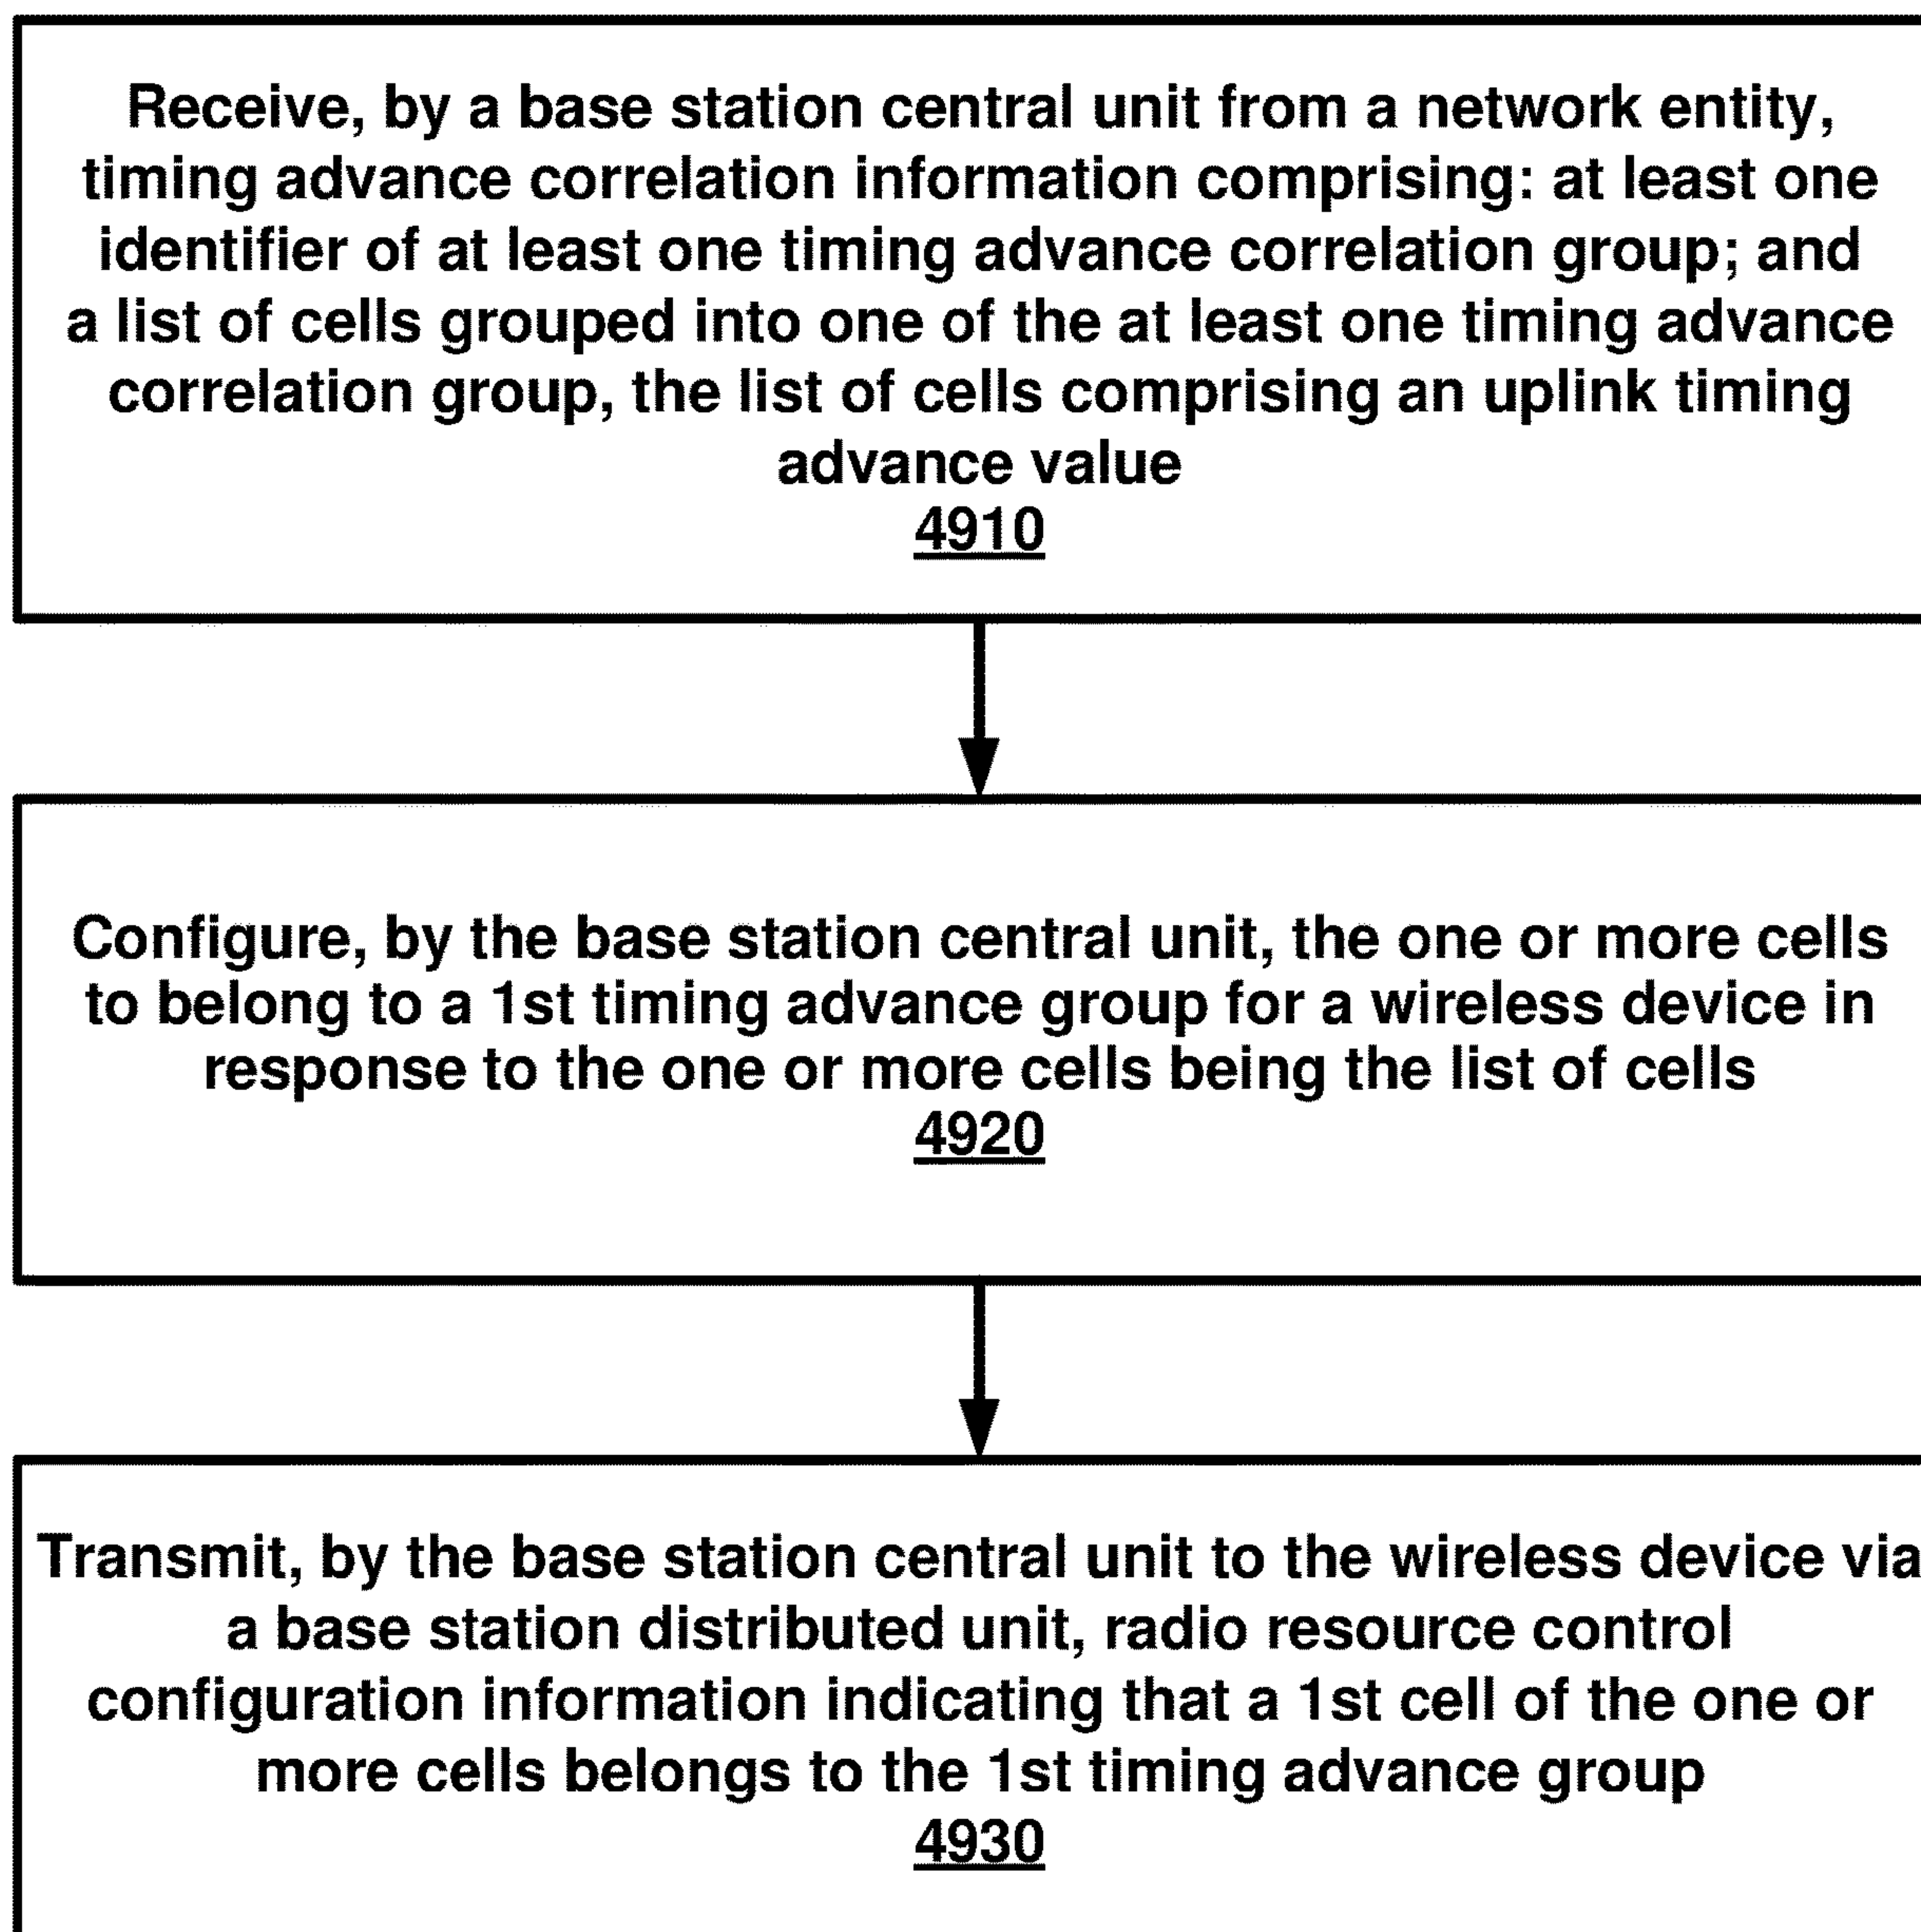 Receive, by a base station central unit from a network entity,
timing advance correlation information comprising: at least one
identifier of at least one timing advance correlation group; and
a list of cells grouped into one of the at least one timing advance
correlation group, the list of cells comprising an uplink timing
advance value
4910
Configure, by the base station central unit, the one or more cells
to belong to a 1st timing advance group for a wireless device in
response to the one or more cells being the list of cells
4920
Transmit, by the base station central unit to the wireless device via
a base station distributed unit, radio resource control
configuration information indicating that a 1st cell of the one or
more cells belongs to the 1st timing advance group
4930